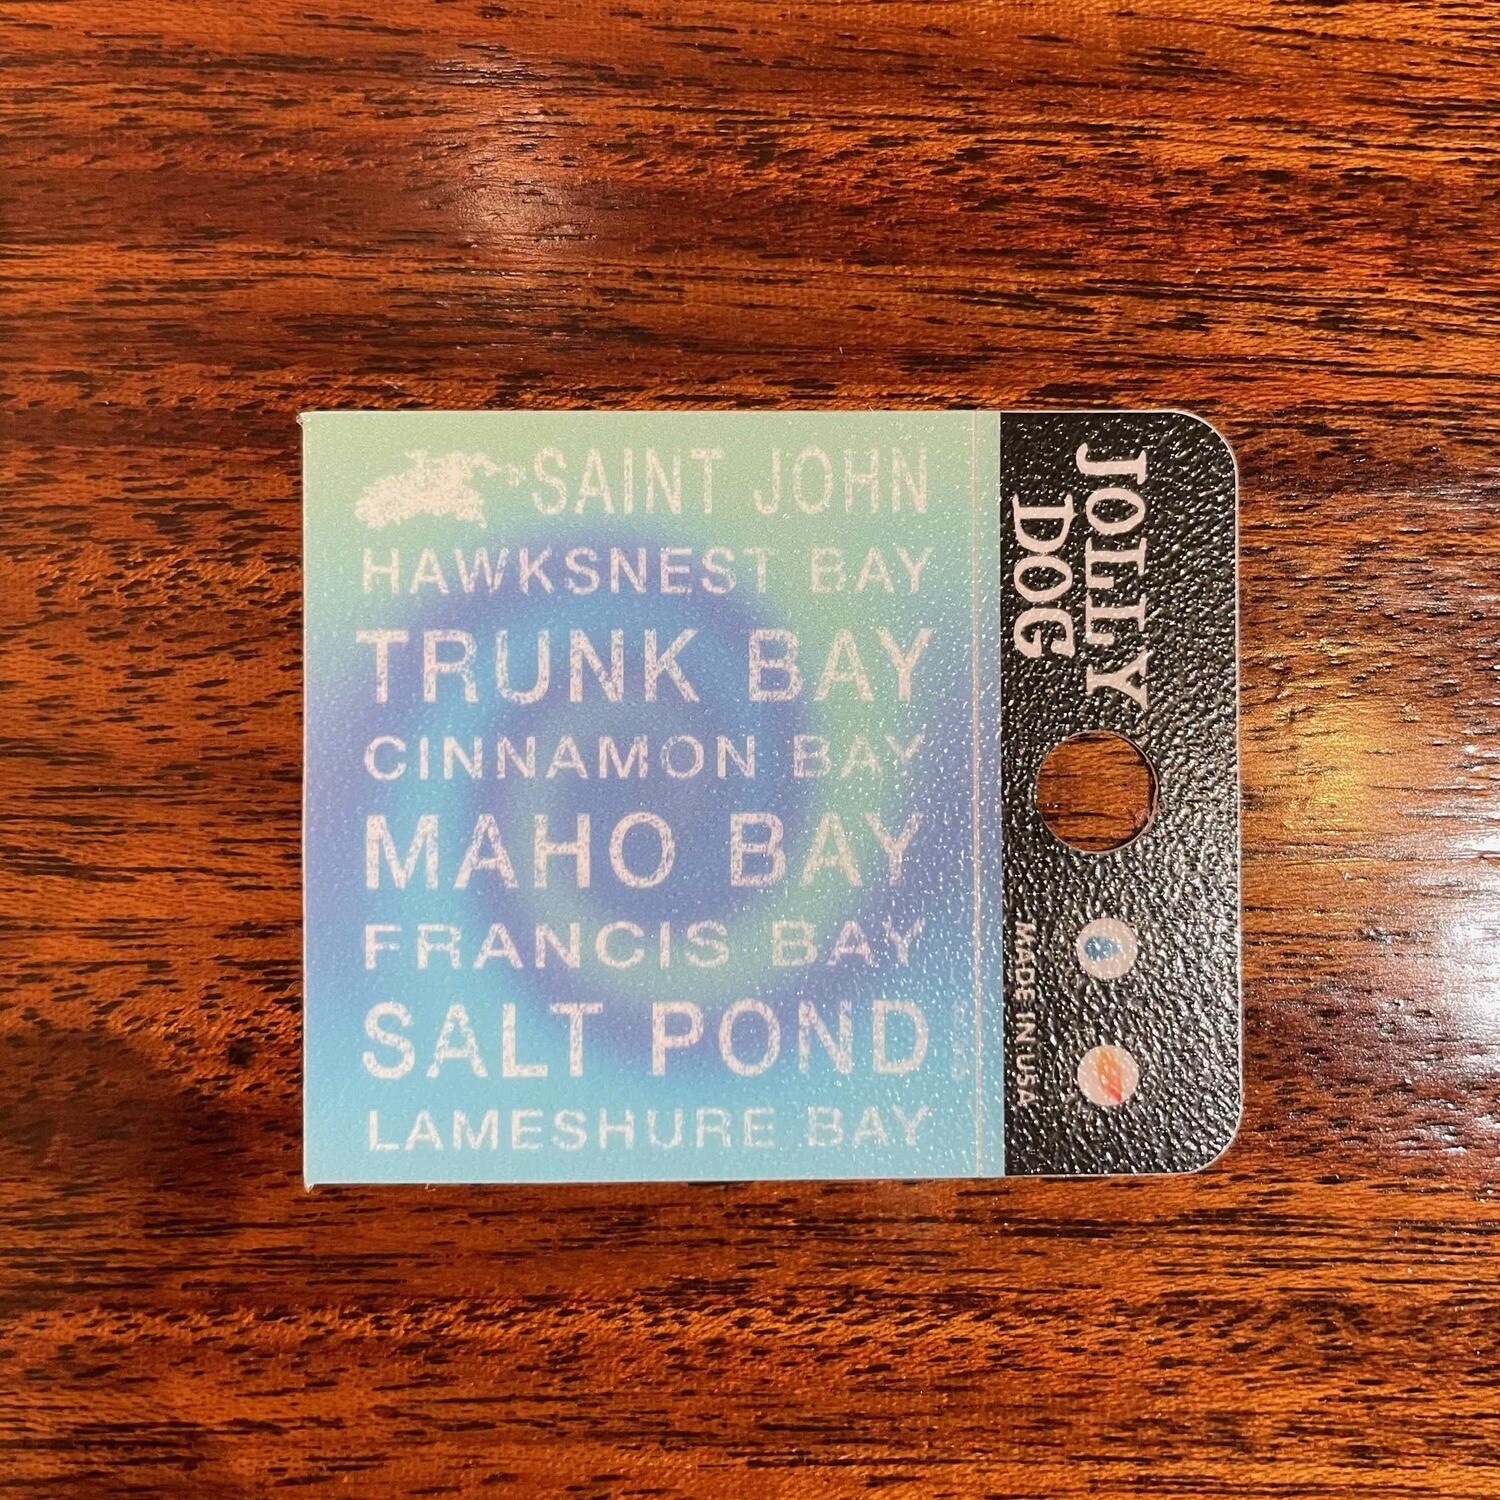 SAINT JOHN
HAWKSNEST BAY
TRUNK BAY
CINNAMON BAY
MAHO BAY
FRANCIS BAY
SALT POND
LAMESHURE BAY
JOLLY
DOG
MADE IN USA